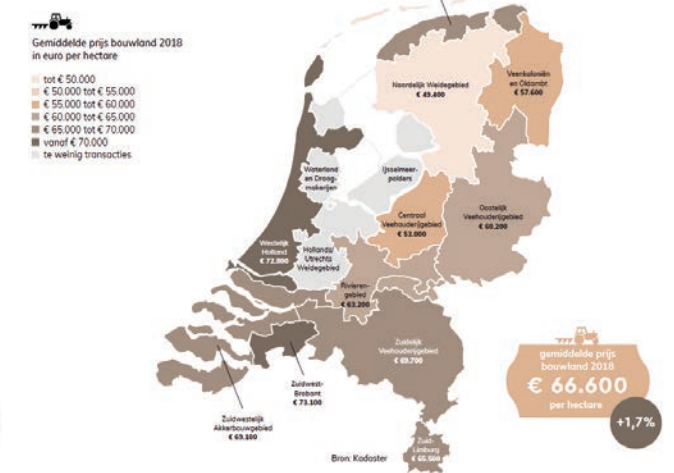 Gemiddelde prijs bouwland 2018
in euro per hectare
tot € 50.000
€ 50.000 tot € 55.000
€ 55.000 tot € 60.000
€ 60.000 tot € 65.000
€ 65.000 tot € 70.000
vanaf € 70.000
te weinig transacties
Noordelijk Weidegebied
€ 49.800
Veenkoloniën
en Oldambt
€ 57.600
Waterland
en Droog-
makerijen
IJsselmeer-
polders
Oostelijk
Veehouderijgebied
€ 60.200
Centraal
Veehouderijgebied
€ 53.000
Westelijk
Holland
€ 72.800
Hollands/
Utrechts
Weidegebied
Rivieren-
gebied
€ 63.200
Zuidelijk
Veehouderijgebied
€ 69.700
Zuidwest-
Brabant
€ 73.100
Zuidwestelijk
Akkerbouwgebied
€ 69.100
Zuid-
Limburg
€ 65.500
Bron: Kadaster
gemiddelde prijs
bouwland 2018
€ 66.600
per hectare
+1,7%